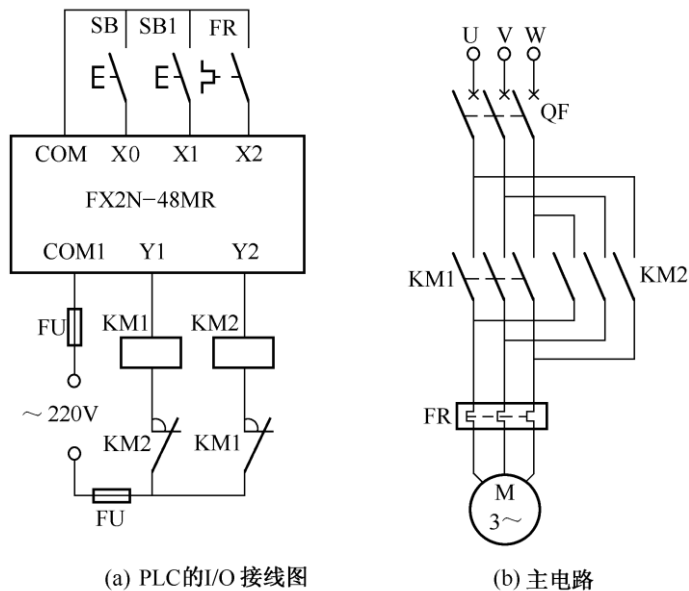 SB SB1 FR
COM X0 X1 X2
FX2N-48MR
COM1 Y1 Y2
FU KM1 KM2
～220V
KM2 KM1
FU
(a) PLC的I/O 接线图
U V W
QF
KM1 KM2
FR
M
3～
(b) 主电路